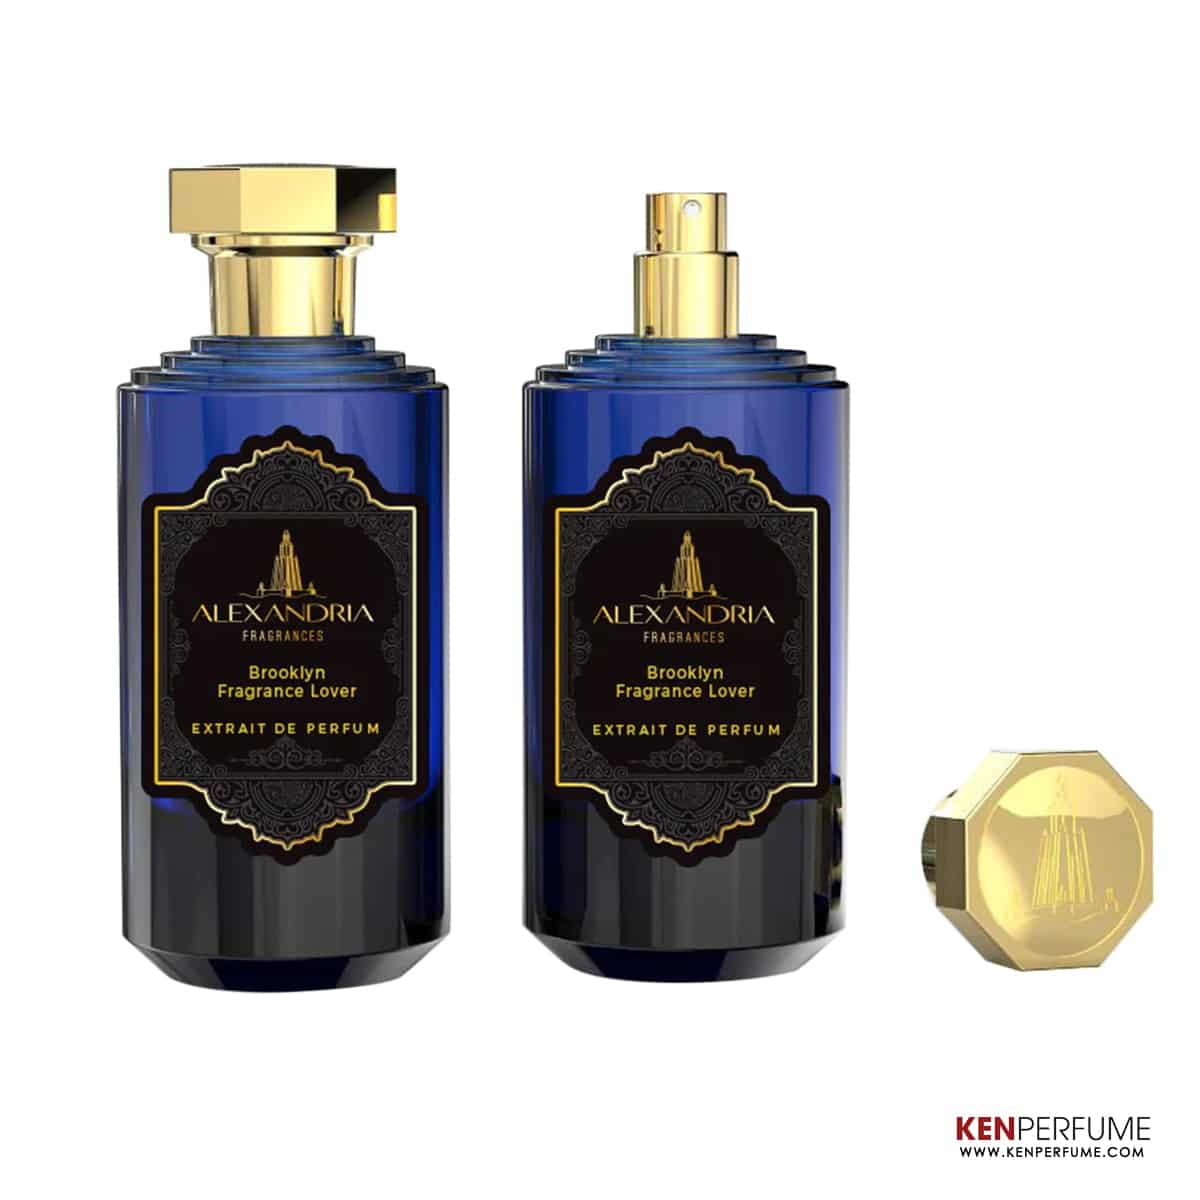 ALEXANDRIA
FRAGRANCES
Brooklyn
Fragrance Lover
EXTRAIT DE PERFUM
ALEXANDRIA
FRAGRANCES
Brooklyn
Fragrance Lover
EXTRAIT DE PERFUM
KENPERFUME
WWW.KENPERFUME.COM